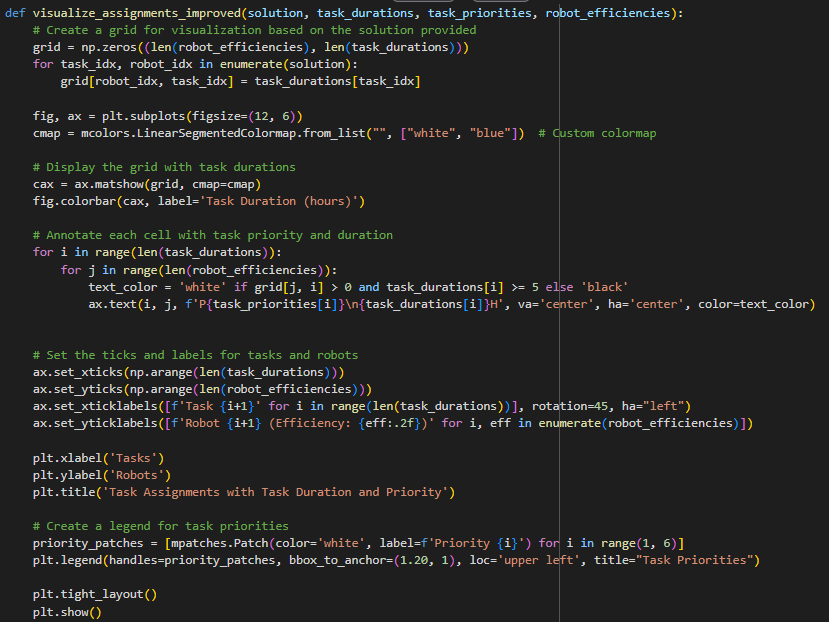 def visualize_assignments_improved(solution, task_durations, task_priorities, robot_efficiencies):
    # Create a grid for visualization based on the solution provided
    grid = np.zeros((len(robot_efficiencies), len(task_durations)))
    for task_idx, robot_idx in enumerate(solution):
        grid[robot_idx, task_idx] = task_durations[task_idx]

    fig, ax = plt.subplots(figsize=(12, 6))
    cmap = mcolors.LinearSegmentedColormap.from_list("", ["white", "blue"])  # Custom colormap

    # Display the grid with task durations
    cax = ax.matshow(grid, cmap=cmap)
    fig.colorbar(cax, label='Task Duration (hours)')

    # Annotate each cell with task priority and duration
    for i in range(len(task_durations)):
        for j in range(len(robot_efficiencies)):
            text_color = 'white' if grid[j, i] > 0 and task_durations[i] >= 5 else 'black'
            ax.text(i, j, f'P{task_priorities[i]}\n{task_durations[i]}H', va='center', ha='center', color=text_color)


    # Set the ticks and labels for tasks and robots
    ax.set_xticks(np.arange(len(task_durations)))
    ax.set_yticks(np.arange(len(robot_efficiencies)))
    ax.set_xticklabels([f'Task {i+1}' for i in range(len(task_durations))], rotation=45, ha="left")
    ax.set_yticklabels([f'Robot {i+1} (Efficiency: {eff:.2f})' for i, eff in enumerate(robot_efficiencies)])

    plt.xlabel('Tasks')
    plt.ylabel('Robots')
    plt.title('Task Assignments with Task Duration and Priority')

    # Create a legend for task priorities
    priority_patches = [mpatches.Patch(color='white', label=f'Priority {i}') for i in range(1, 6)]
    plt.legend(handles=priority_patches, bbox_to_anchor=(1.20, 1), loc='upper left', title="Task Priorities")

    plt.tight_layout()
    plt.show()